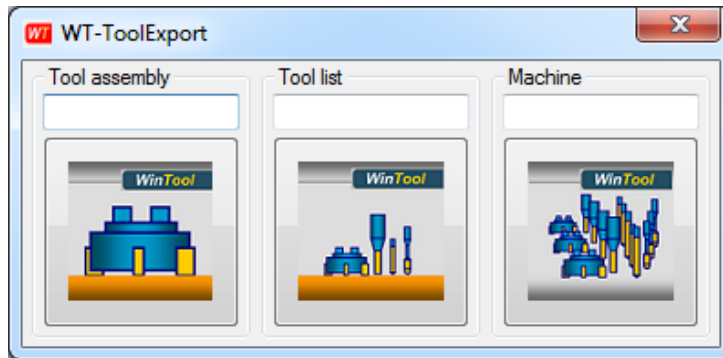 WT WT-ToolExport
X
Tool assembly
Tool list
Machine
WinTool
WinTool
WinTool